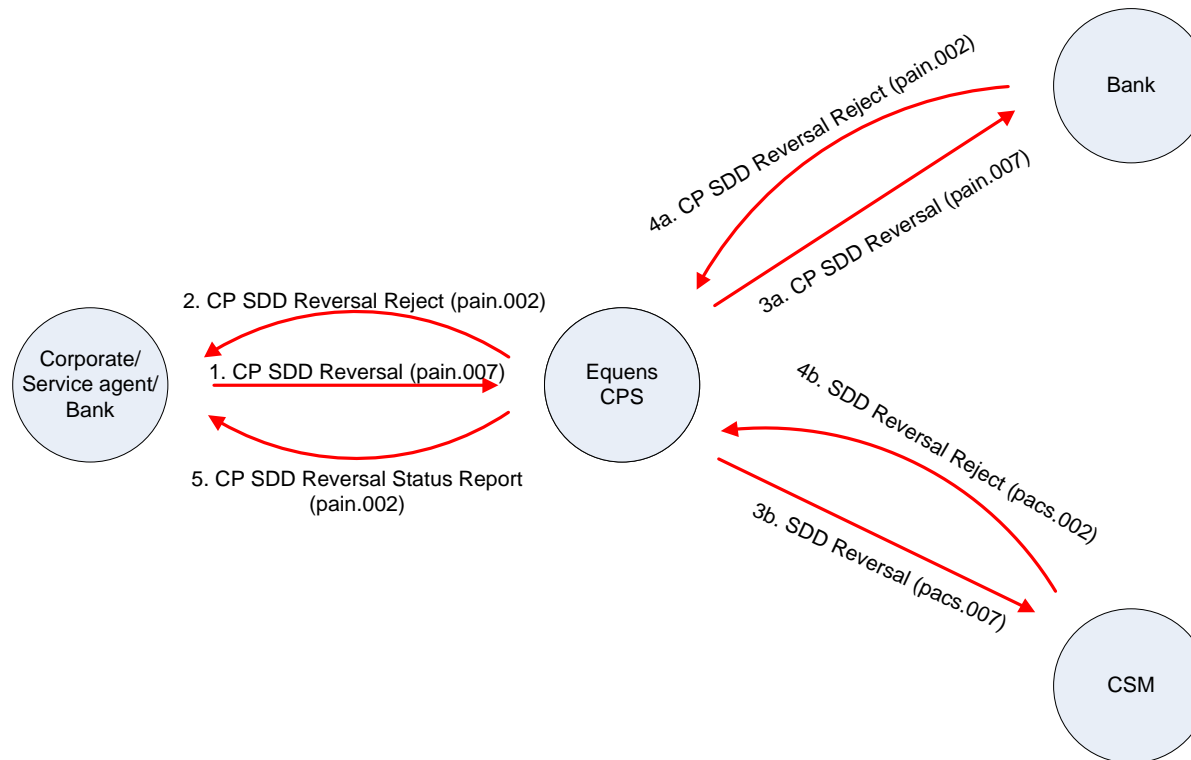 Bank
4a. CP SDD Reversal Reject (pain.002)
3a. CP SDD Reversal (pain.007)
2. CP SDD Reversal Reject (pain.002)
Corporate/
Service agent/
Bank
1. CP SDD Reversal (pain.007)
Equens
CPS
5. CP SDD Reversal Status Report
(pain.002)
4b. SDD Reversal Reject (pacs.002)
3b. SDD Reversal (pacs.007)
CSM